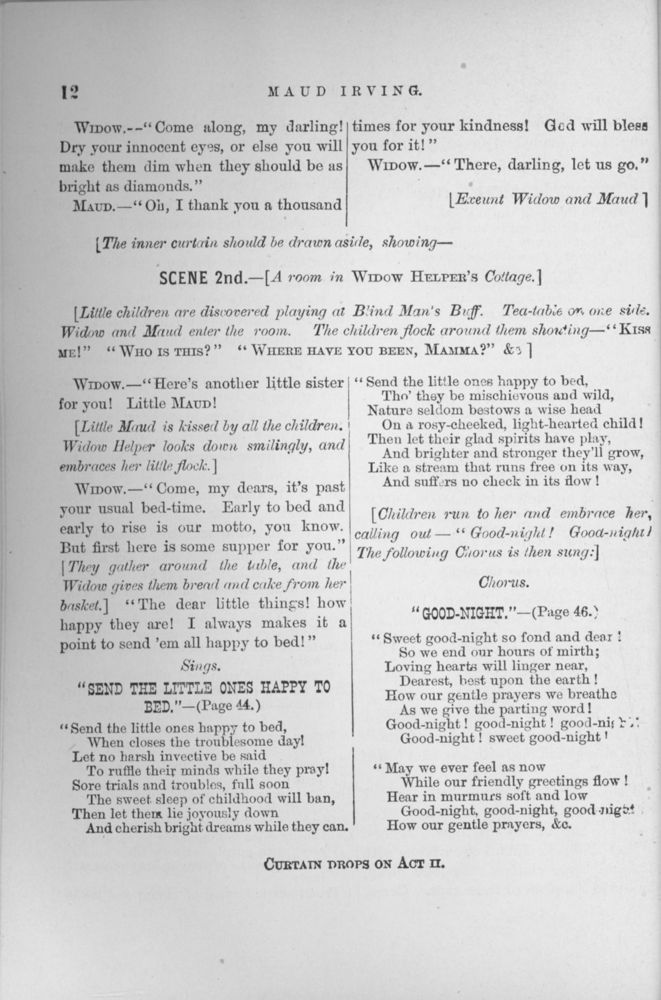 12
MAUD IRVING.
WIDOW.--“Come along, my darling!
Dry your innocent eyes, or else you will
make them dim when they should be as
bright as diamonds.”
MAUD.—“Oh, I thank you a thousand
times for your kindness! God will bless
you for it!”
WIDOW.—“There, darling, let us go.”
[Exeunt Widow and Maud]
[The inner curtain should be drawn aside, showing—
SCENE 2nd.—[A room in WIDOW HELPER'S Cottage.]
[Little children are discovered playing at Blind Man's Buff. Tea-table on one side.
Widow and Maud enter the room. The children flock around them shouting—“KISS
ME!” “WHO IS THIS?” “WHERE HAVE YOU BEEN, MAMMA?” &c]
WIDOW.—“Here's another little sister
for you! Little MAUD!
[Little Maud is kissed by all the children.
Widow Helper looks down smilingly, and
embraces her little flock.]
WIDOW.—“Come, my dears, it's past
your usual bed-time. Early to bed and
early to rise is our motto, you know.
But first here is some supper for you.”
[They gather around the table, and the
Widow gives them bread and cake from her
basket.] “The dear little things! how
happy they are! I always makes it a
point to send 'em all happy to bed!”
Sings.
“SEND THE LITTLE ONES HAPPY TO
BED.”—(Page 44.)
“Send the little ones happy to bed,
When closes the troublesome day!
Let no harsh invective be said
To ruffle their minds while they pray!
Sore trials and troubles, full soon
The sweet sleep of childhood will ban,
Then let them lie joyously down
And cherish bright dreams while they can.
“Send the little ones happy to bed,
Tho' they be mischievous and wild,
Nature seldom bestows a wise head
On a rosy-cheeked, light-hearted child!
Then let their glad spirits have play,
And brighter and stronger they'll grow,
Like a stream that runs free on its way,
And suffers no check in its flow!
[Children run to her and embrace her,
calling out—“Good-night! Good-night!
The following Chorus is then sung:]
Chorus.
“GOOD-NIGHT.”—(Page 46.)
“Sweet good-night so fond and dear!
So we end our hours of mirth;
Loving hearts will linger near,
Dearest, best upon the earth!
How our gentle prayers we breathe
As we give the parting word!
Good-night! good-night! good-night!
Good-night! sweet good-night!
“May we ever feel as now
While our friendly greetings flow!
Hear in murmurs soft and low
Good-night, good-night, good-night!
How our gentle prayers, &c.
CURTAIN DROPS ON ACT II.